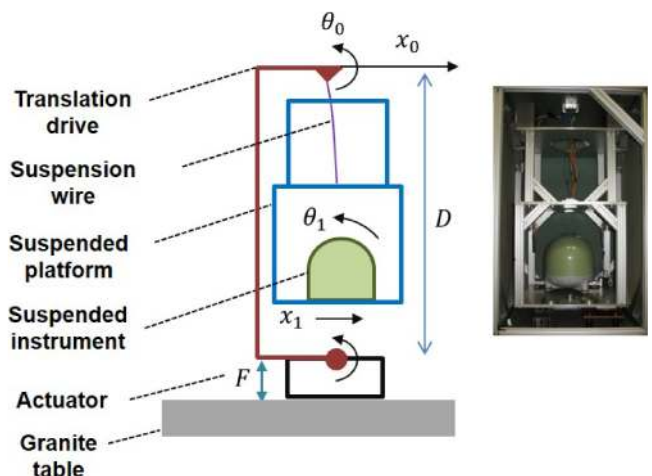 θ₀
x₀
Translation
drive
Suspension
wire
D
Suspended
platform
θ₁
Suspended
instrument
x₁
F
Actuator
Granite
table